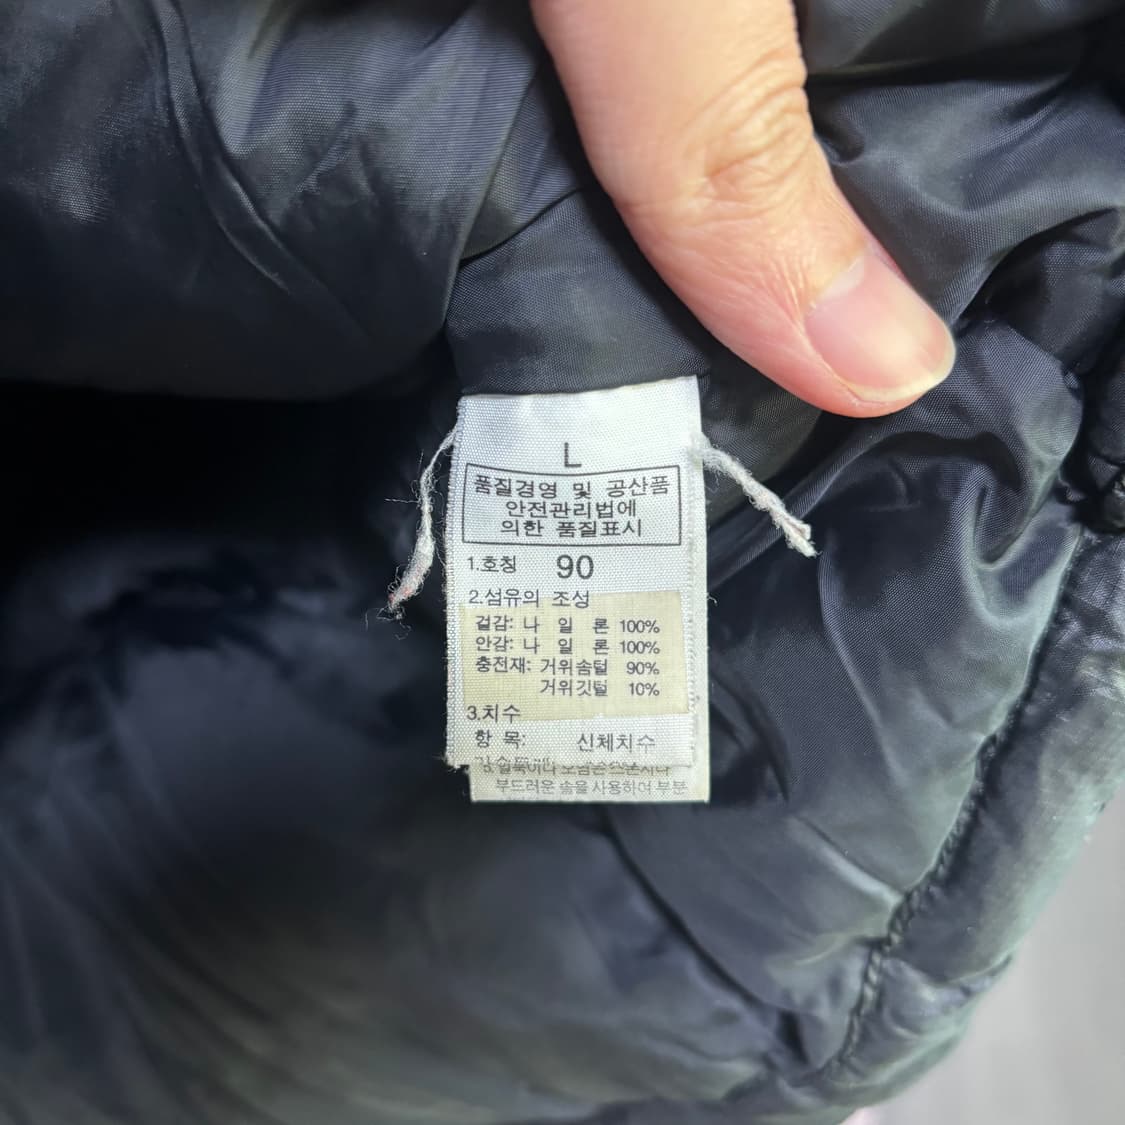 L
품질경영 및 공산품
안전관리법에
의한 품질표시
1.호칭 90
2.섬유의 조성
겉감: 나 일 론 100%
안감: 나 일 론 100%
충전재: 거위솜털 90%
거위깃털 10%
3.치수
항 목: 신체치수
부드러운 솔을 사용하여 부분